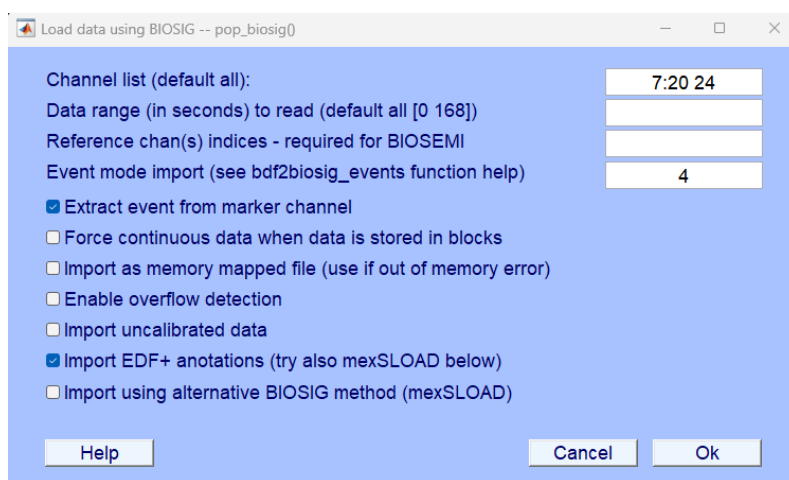 Load data using BIOSIG -- pop_biosig()
Channel list (default all): 7:20 24
Data range (in seconds) to read (default all [0 168])
Reference chan(s) indices - required for BIOSEMI
Event mode import (see bdf2biosig_events function help) 4
Extract event from marker channel
Force continuous data when data is stored in blocks
Import as memory mapped file (use if out of memory error)
Enable overflow detection
Import uncalibrated data
Import EDF+ anotations (try also mexSLOAD below)
Import using alternative BIOSIG method (mexSLOAD)
Help Cancel Ok